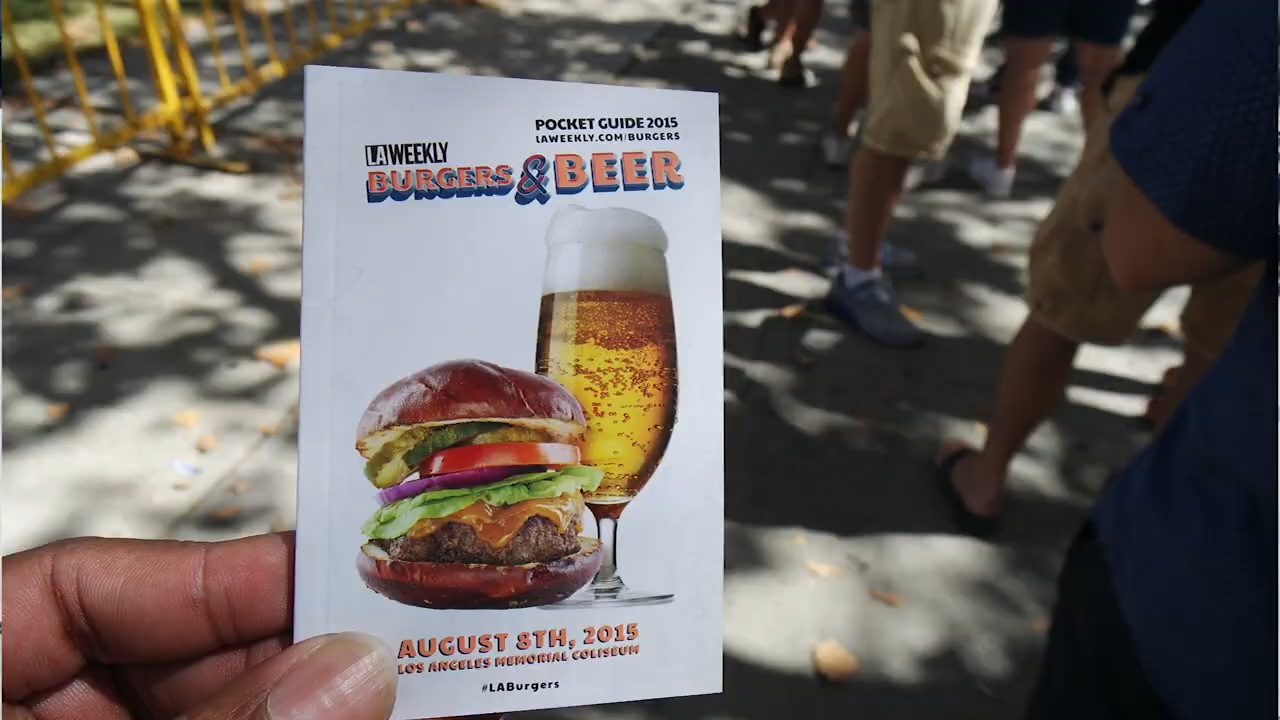 POCKET GUIDE 2015
LAWEEKLY.COM/BURGERS
LA WEEKLY
BURGERS & BEER
AUGUST 8TH, 2015
LOS ANGELES MEMORIAL COLISEUM
#LABurgers